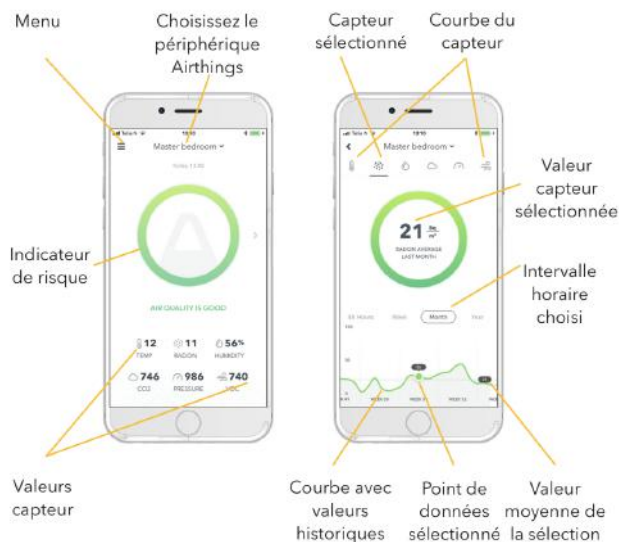 Menu
Choisissez le
périphérique
Airthings
Capteur
sélectionné
Courbe du
capteur
Master bedroom
AIR QUALITY IS GOOD
12
TEMP
11
RADON
56%
HUMIDITY
746
CO2
986
PRESSURE
740
VOC
Master bedroom
21 Bq/m³
RADON AVERAGE
LAST MONTH
Month
Indicateur
de risque
Valeur
capteur
sélectionnée
Intervalle
horaire
choisi
Valeurs
capteur
Courbe avec
valeurs
historiques
Point de
données
sélectionné
Valeur
moyenne de
la sélection